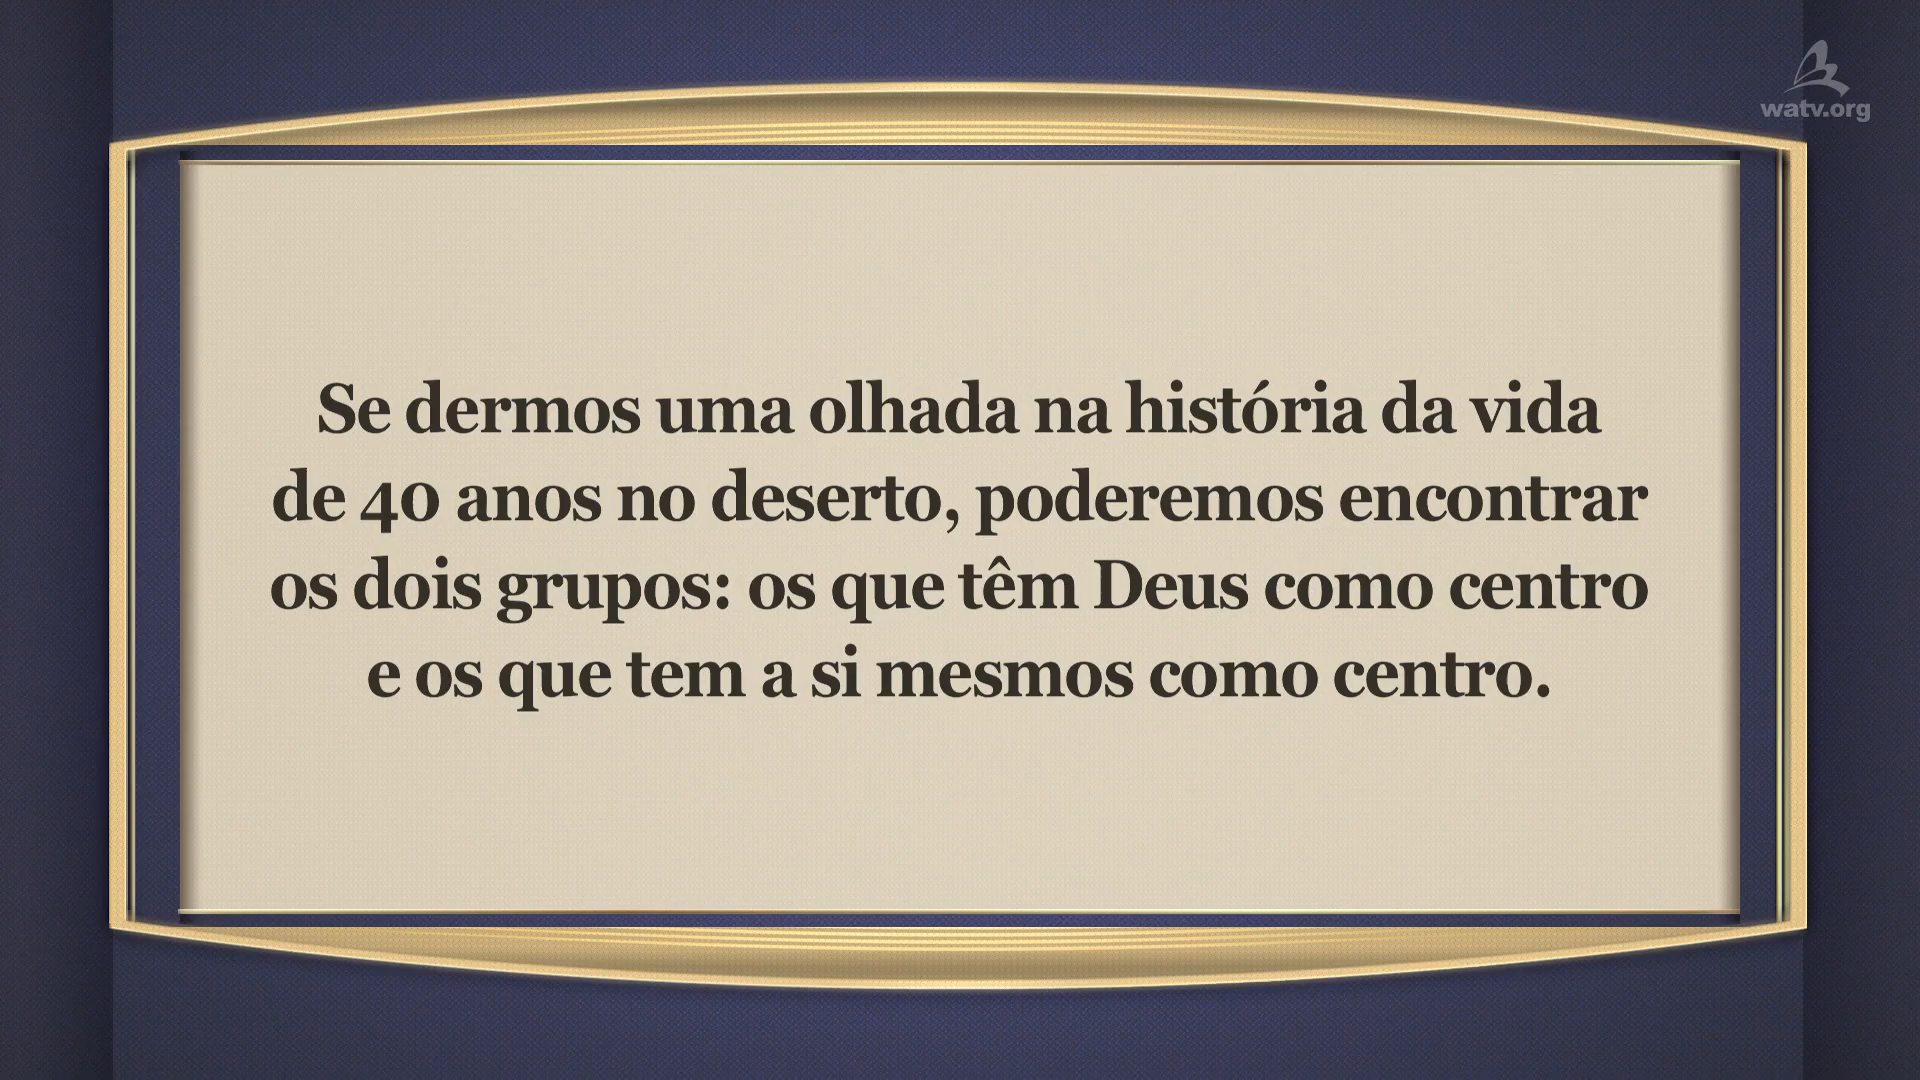 watv.org
Se dermos uma olhada na história da vida
de 40 anos no deserto, poderemos encontrar
os dois grupos: os que têm Deus como centro
e os que tem a si mesmos como centro.